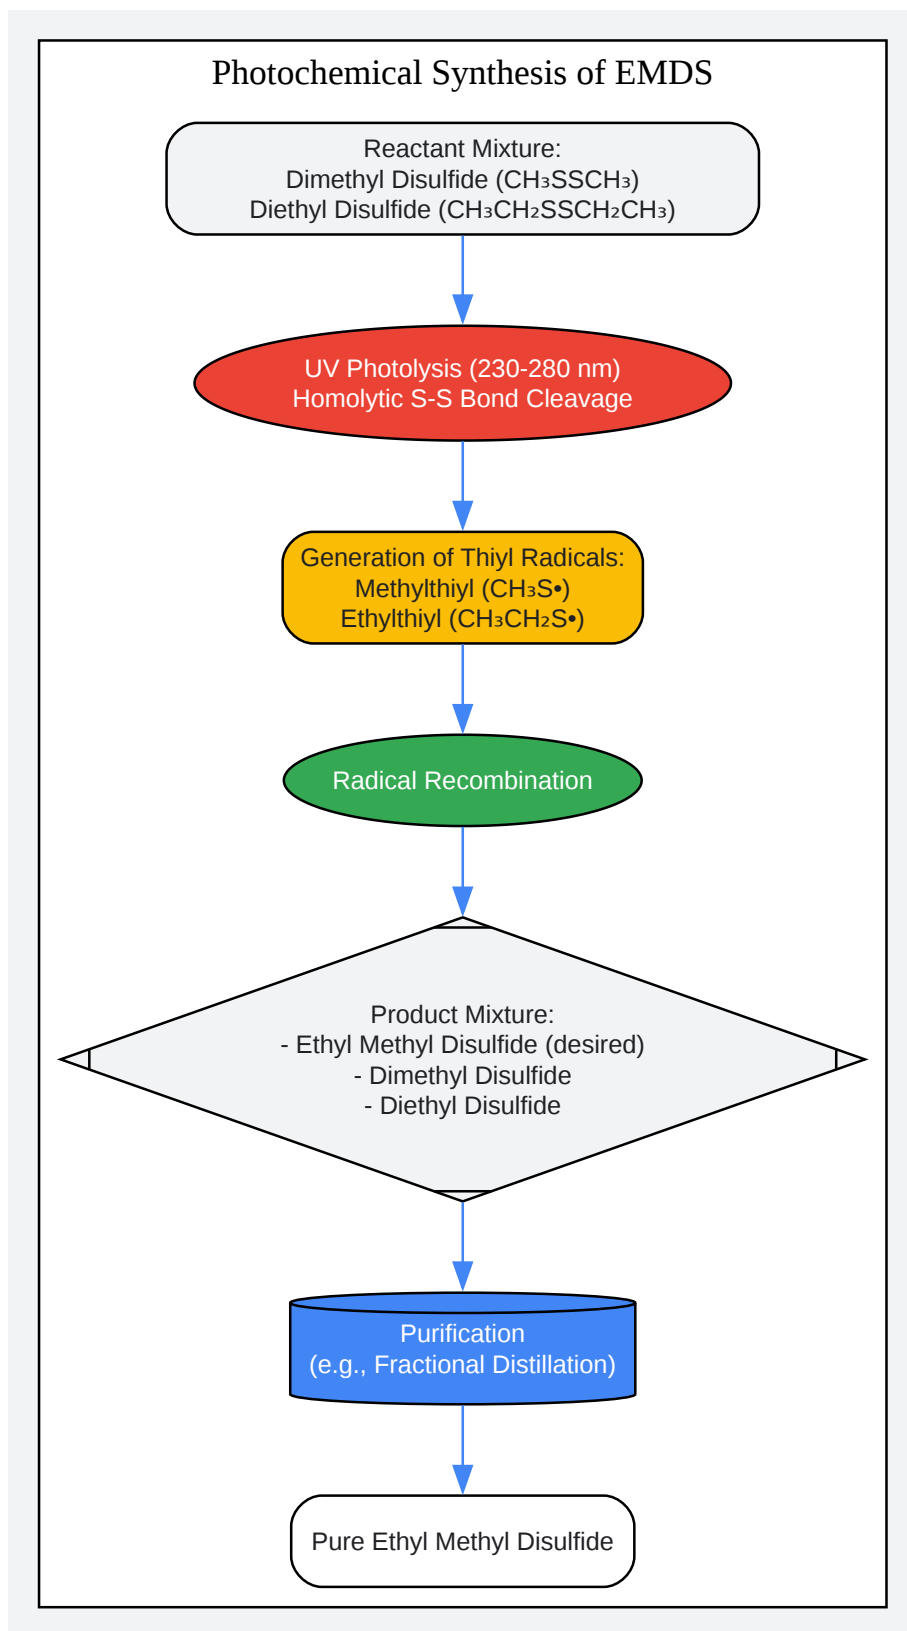 Photochemical Synthesis of EMDS
Reactant Mixture:
Dimethyl Disulfide (CH₃SSCH₃)
Diethyl Disulfide (CH₃CH₂SSCH₂CH₃)
UV Photolysis (230-280 nm)
Homolytic S-S Bond Cleavage
Generation of Thiyl Radicals:
Methylthiyl (CH₃S•)
Ethylthiyl (CH₃CH₂S•)
Radical Recombination
Product Mixture:
- Ethyl Methyl Disulfide (desired)
- Dimethyl Disulfide
- Diethyl Disulfide
Purification
(e.g., Fractional Distillation)
Pure Ethyl Methyl Disulfide